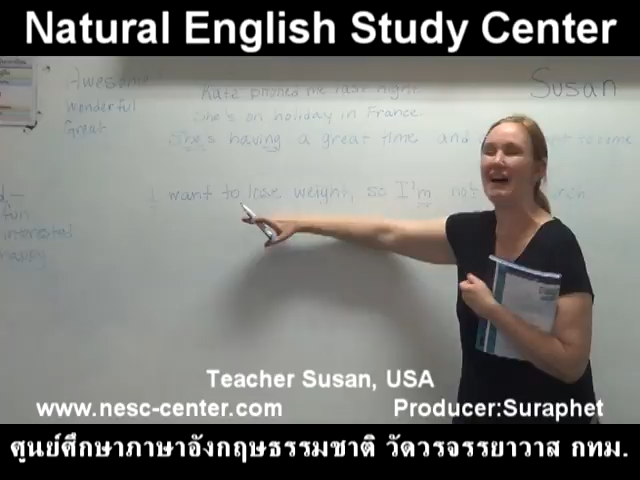 Natural English Study Center
Awesome
Wonderful
Great
Kate phoned me last night.
She's on holiday in France.
She's having a great time and
Susan
I want to lose weight, so I'm not
fun
interested
happy
Teacher Susan, USA
www.nesc-center.com
Producer:Suraphet
ศูนย์ศึกษาภาษาอังกฤษธรรมชาติ วัดวรจรรยาวาส กทม.